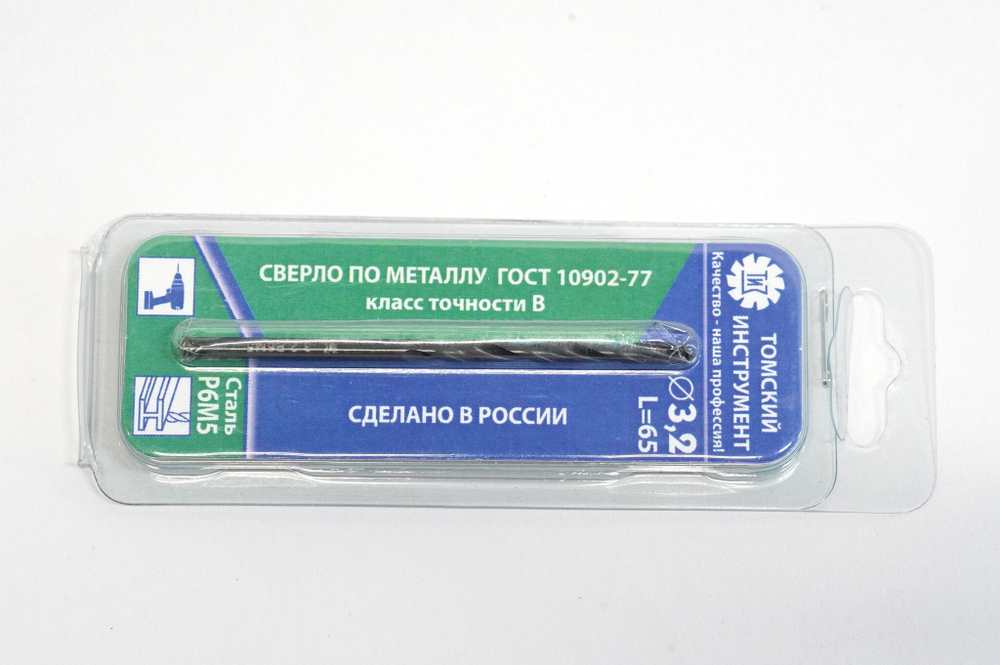 СВЕРЛО ПО МЕТАЛЛУ ГОСТ 10902-77
класс точности В
СДЕЛАНО В РОССИИ
Сталь
Р6М5
Ø 3,2
L=65
ТИ
ТОМСКИЙ
ИНСТРУМЕНТ
Качество - наша профессия!